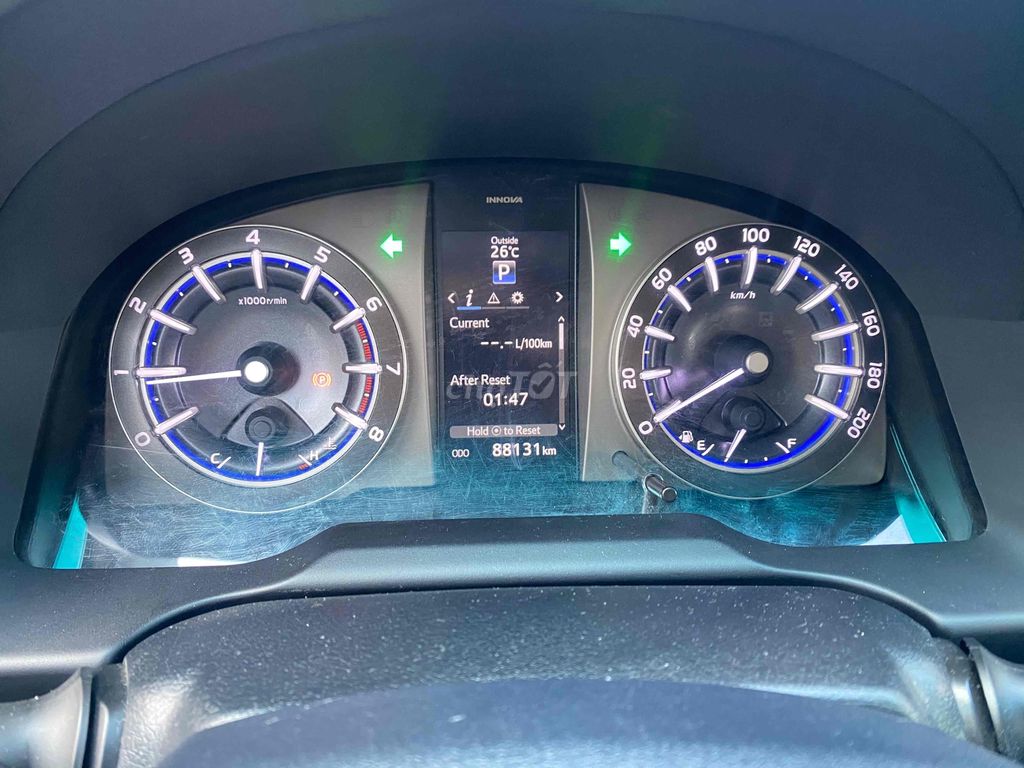 INNOVA
Outside
26°C
P
i
Current
--.- L/100km
After Reset
01:47
Hold to Reset
ODO 88131 km
0 1 2 3 4 5 6 7 8
x1000r/min
P
C H
0 20 40 60 80 100 120 140 160 180 200
km/h
E F
chợTỐT